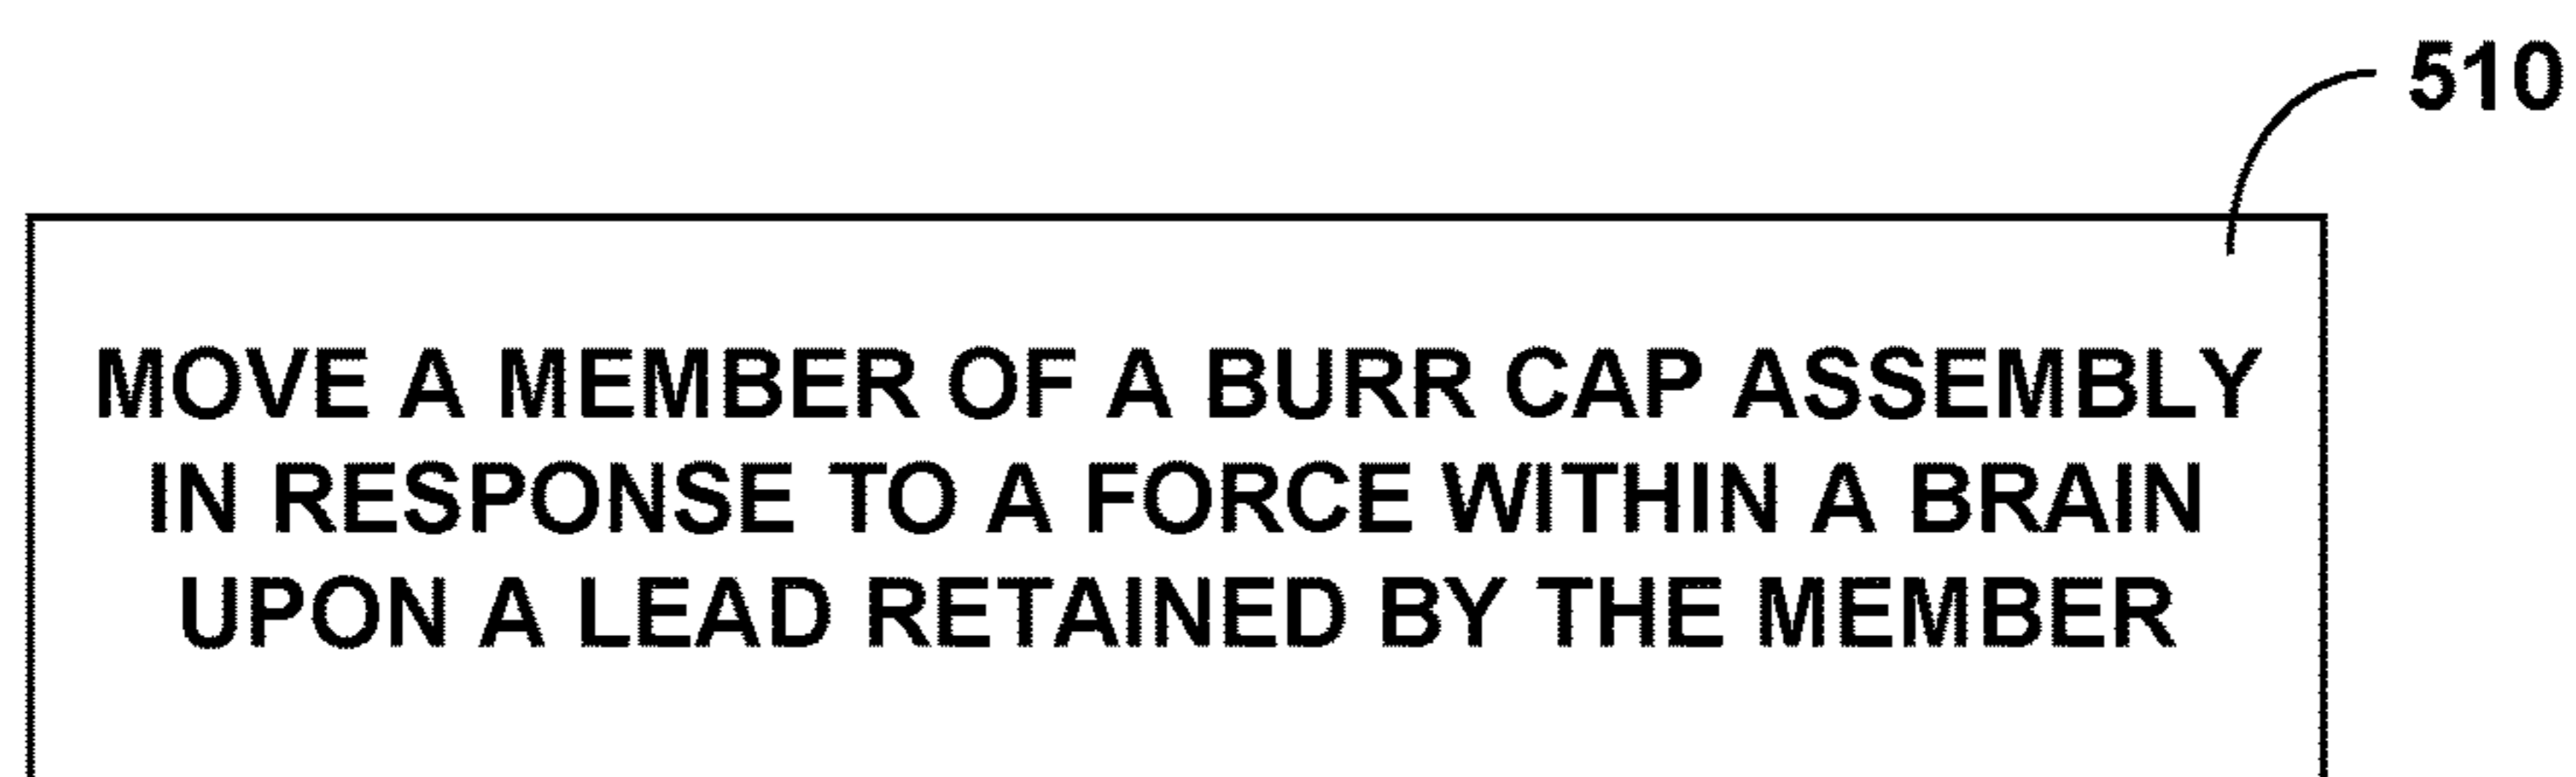 510
MOVE A MEMBER OF A BURR CAP ASSEMBLY
IN RESPONSE TO A FORCE WITHIN A BRAIN
UPON A LEAD RETAINED BY THE MEMBER